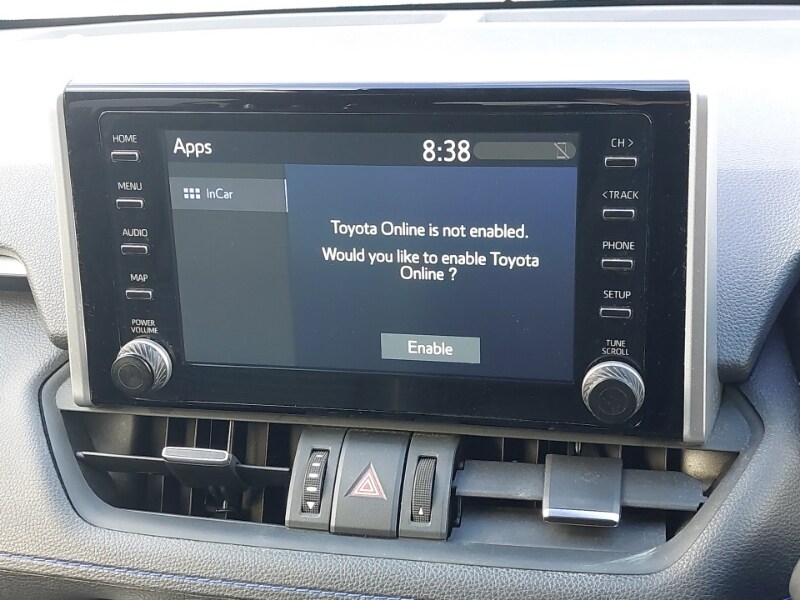 HOME
MENU
AUDIO
MAP
POWER
VOLUME
Apps
8:38
InCar
Toyota Online is not enabled.
Would you like to enable Toyota
Online ?
Enable
CH >
< TRACK
PHONE
SETUP
TUNE
SCROLL